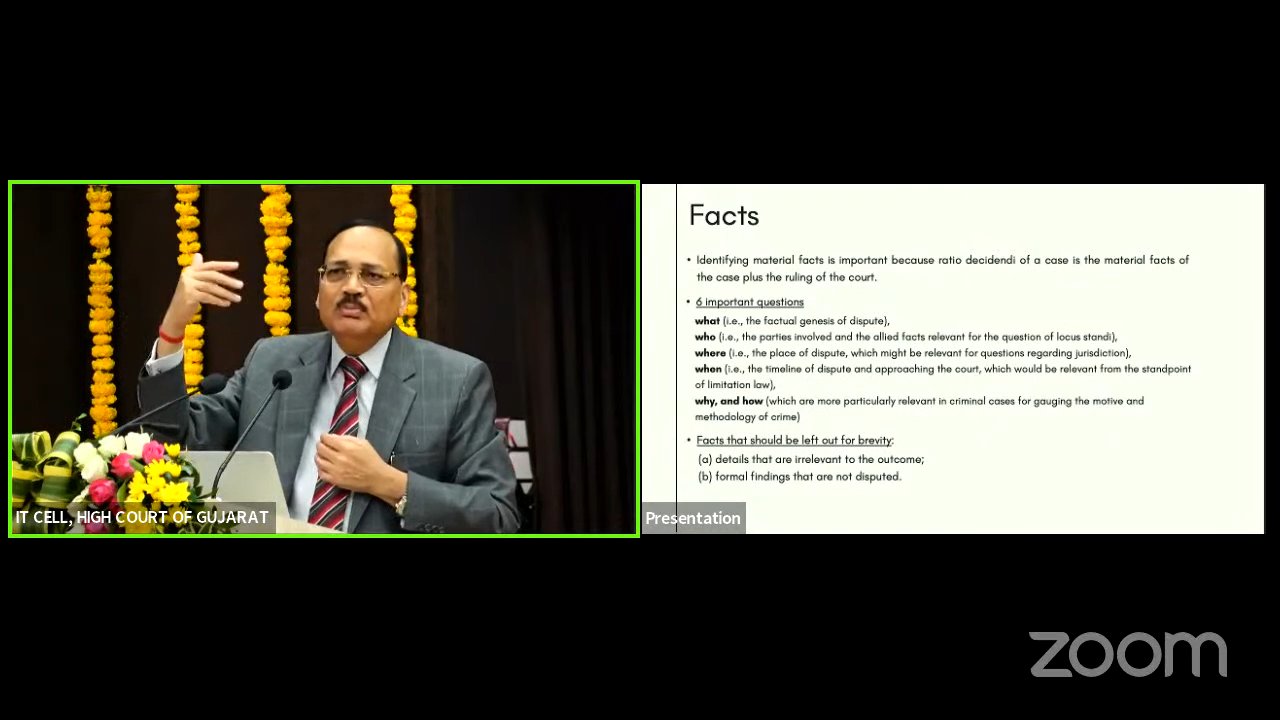 Facts
• Identifying material facts is important because ratio decidendi of a case is the material facts of
the case plus the ruling of the court.
• 6 important questions
what (i.e., the factual genesis of dispute),
who (i.e., the parties involved and the allied facts relevant for the question of locus standi),
where (i.e., the place of dispute, which might be relevant for questions regarding jurisdiction),
when (i.e., the timeline of dispute and approaching the court, which would be relevant from the standpoint
of limitation law),
why, and how (which are more particularly relevant in criminal cases for gauging the motive and
methodology of crime)
• Facts that should be left out for brevity:
(a) details that are irrelevant to the outcome;
(b) formal findings that are not disputed.
IT CELL, HIGH COURT OF GUJARAT
Presentation
zoom